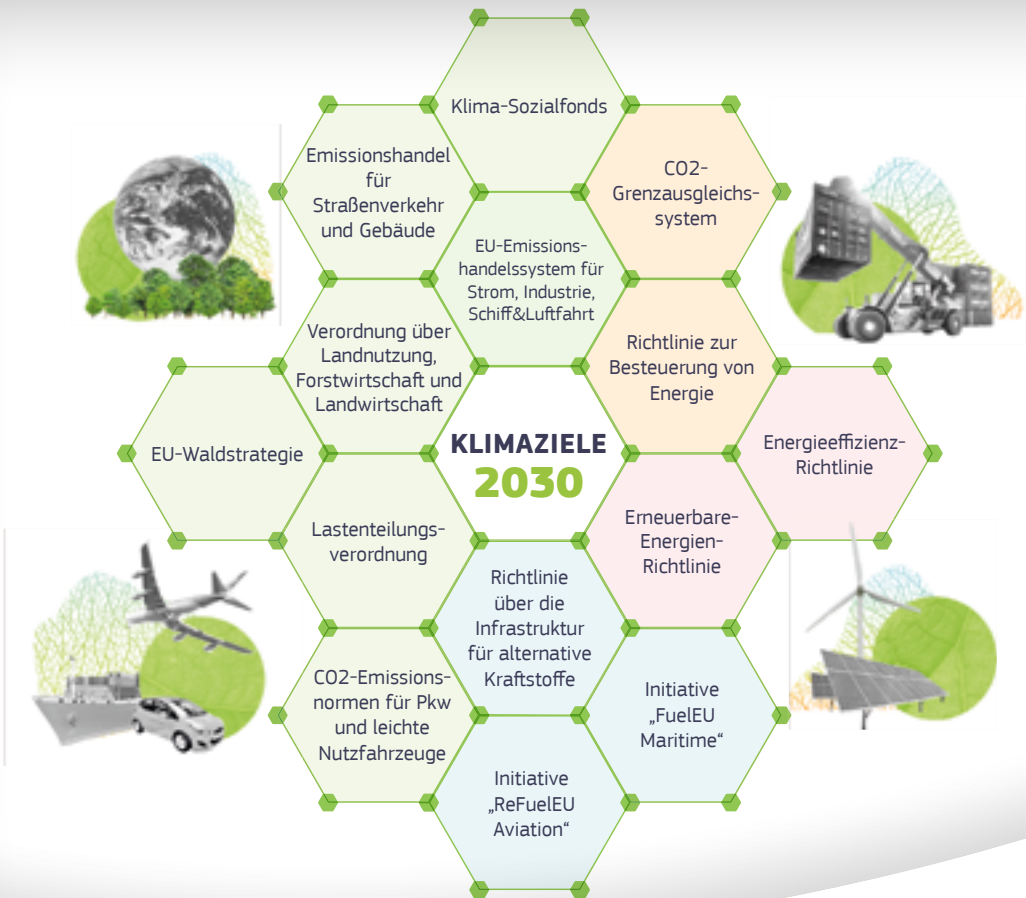 Klima-Sozialfonds
Emissionshandel
für
Straßenverkehr
und Gebäude
CO2-
Grenzausgleichs-
system
EU-Emissions-
handelssystem für
Strom, Industrie,
Schiff&Luftfahrt
Verordnung über
Landnutzung,
Forstwirtschaft und
Landwirtschaft
Richtlinie zur
Besteuerung von
Energie
EU-Waldstrategie
KLIMAZIELE
2030
Energieeffizienz-
Richtlinie
Lastenteilungs-
verordnung
Erneuerbare-
Energien-
Richtlinie
Richtlinie
über die
Infrastruktur
für alternative
Kraftstoffe
CO2-Emissions-
normen für Pkw
und leichte
Nutzfahrzeuge
Initiative
„FuelEU
Maritime“
Initiative
„ReFuelEU
Aviation“